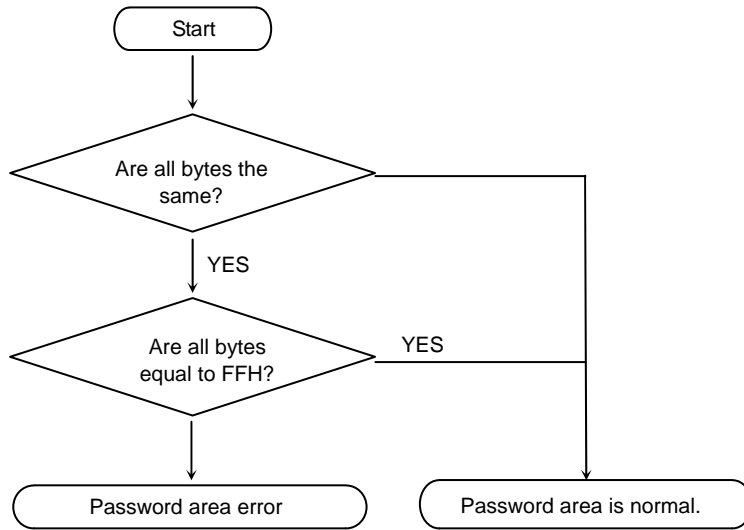 Start
Are all bytes the
same?
YES
Are all bytes
equal to FFH?
YES
Password area error
Password area is normal.